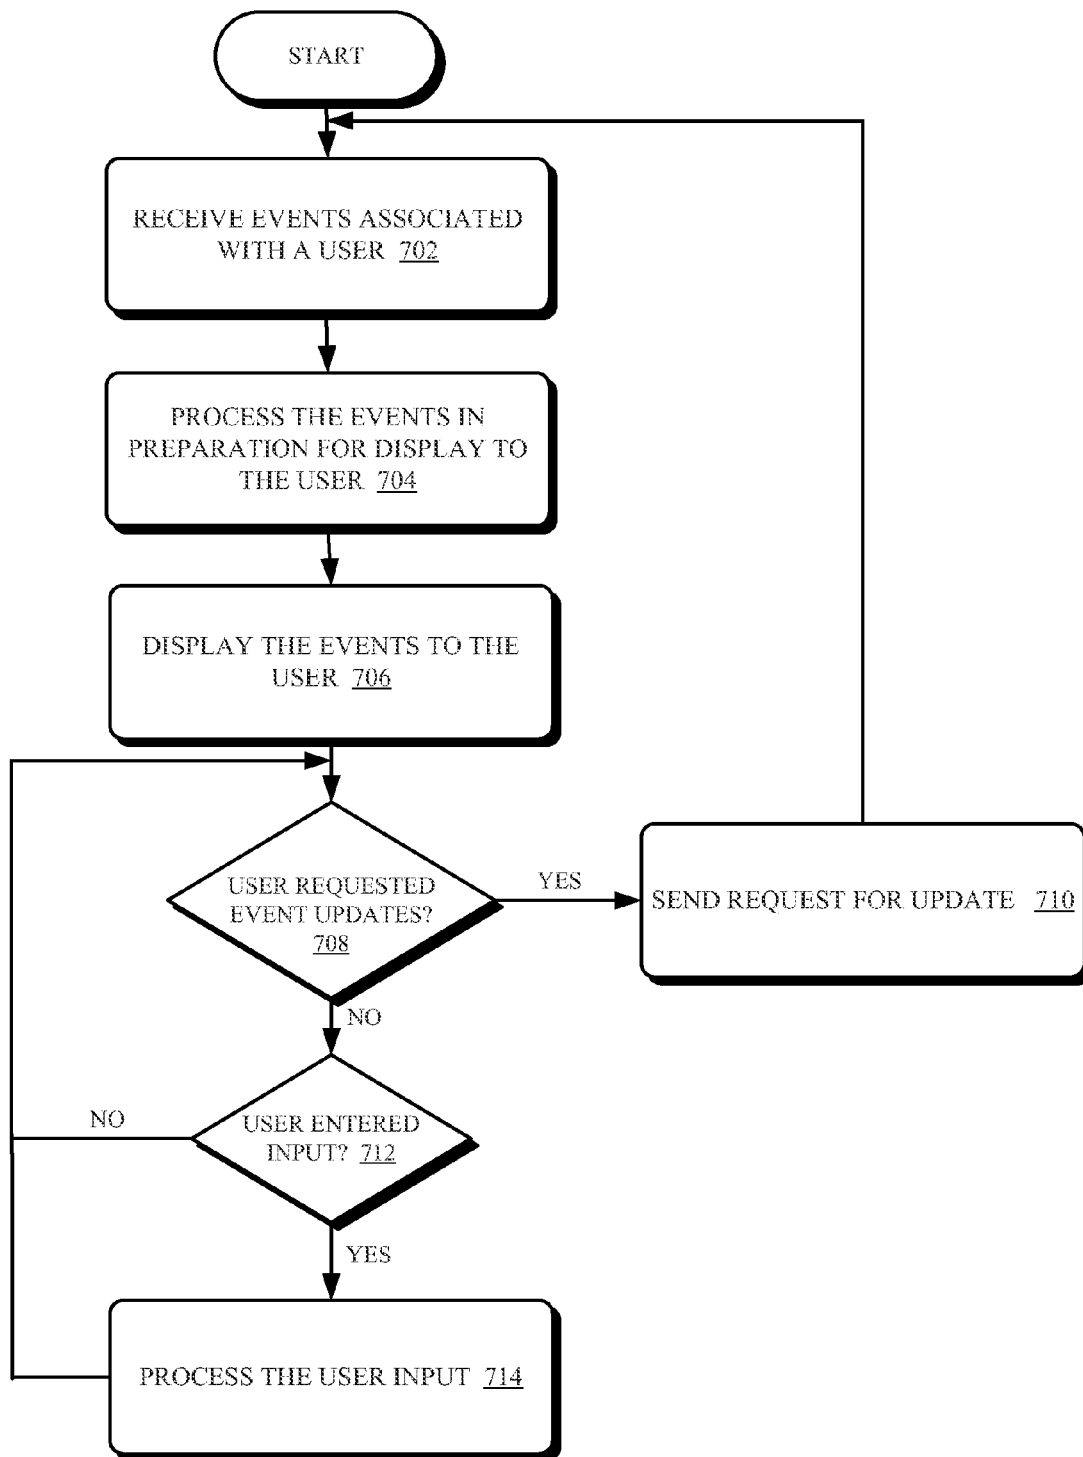 START
RECEIVE EVENTS ASSOCIATED
WITH A USER 702
PROCESS THE EVENTS IN
PREPARATION FOR DISPLAY TO
THE USER 704
DISPLAY THE EVENTS TO THE
USER 706
USER REQUESTED
EVENT UPDATES?
708
YES
SEND REQUEST FOR UPDATE 710
NO
USER ENTERED
INPUT? 712
NO
YES
PROCESS THE USER INPUT 714